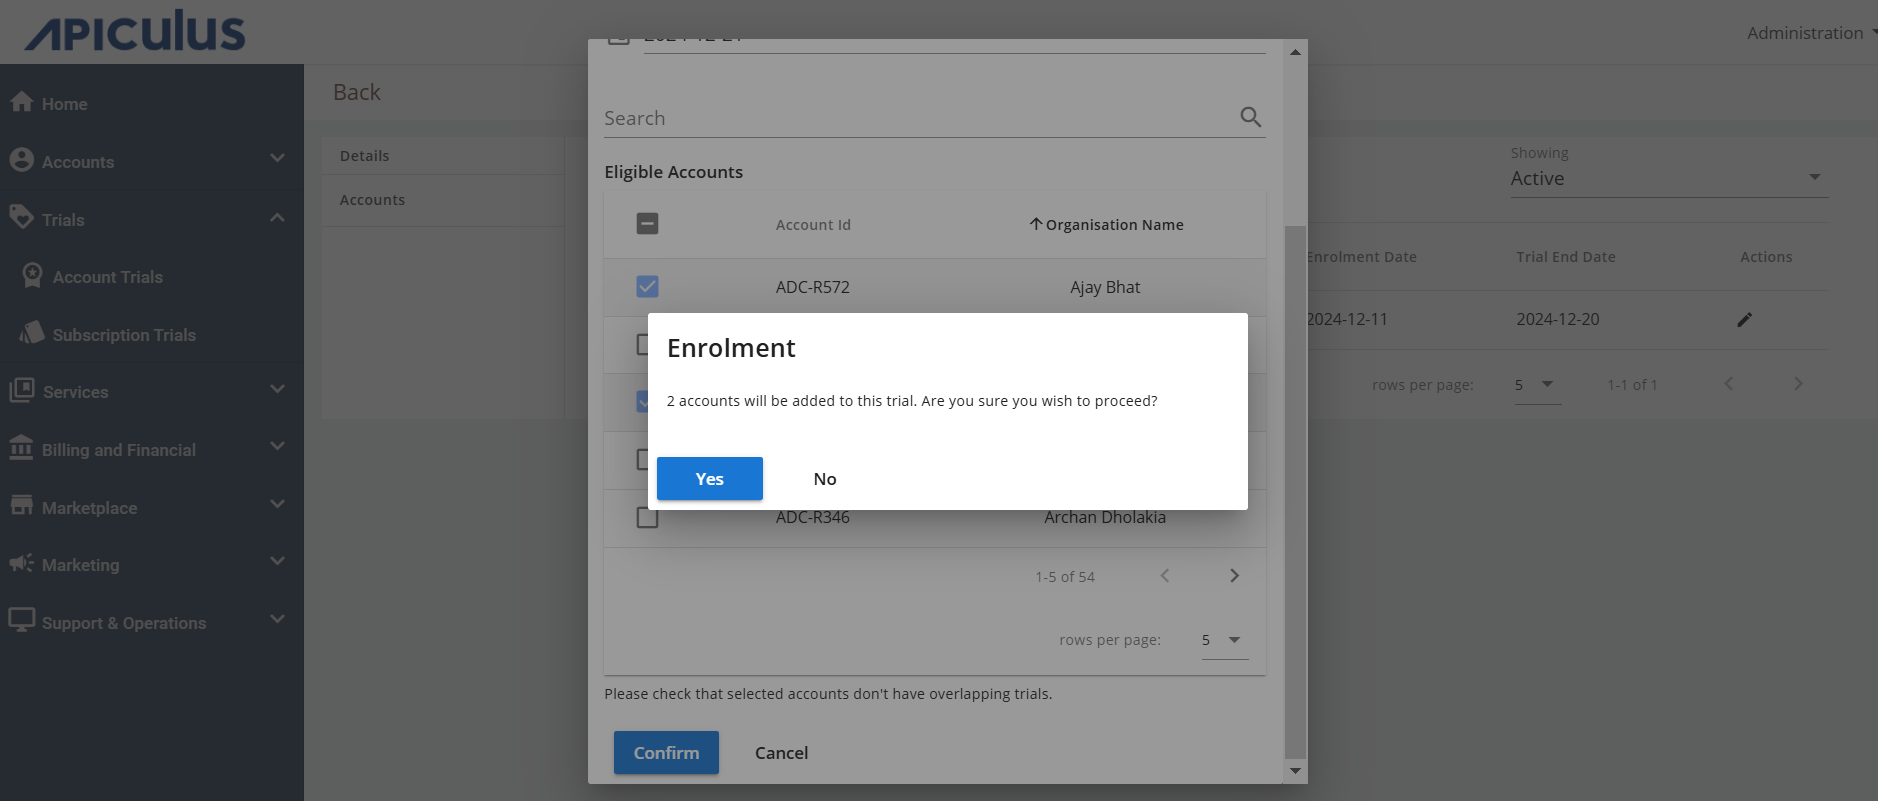 APICULUS
Administration
Home
Accounts
Trials
Account Trials
Subscription Trials
Services
Billing and Financial
Marketplace
Marketing
Support & Operations
Back
Details
Accounts
Search
Eligible Accounts
Account Id
Organisation Name
ADC-R572
Ajay Bhat
Enrolment
2 accounts will be added to this trial. Are you sure you wish to proceed?
Yes
No
ADC-R346
Archan Dholakia
1-5 of 54
rows per page:
5
Please check that selected accounts don't have overlapping trials.
Confirm
Cancel
Showing
Active
Enrolment Date
Trial End Date
Actions
2024-12-11
2024-12-20
rows per page:
5
1-1 of 1